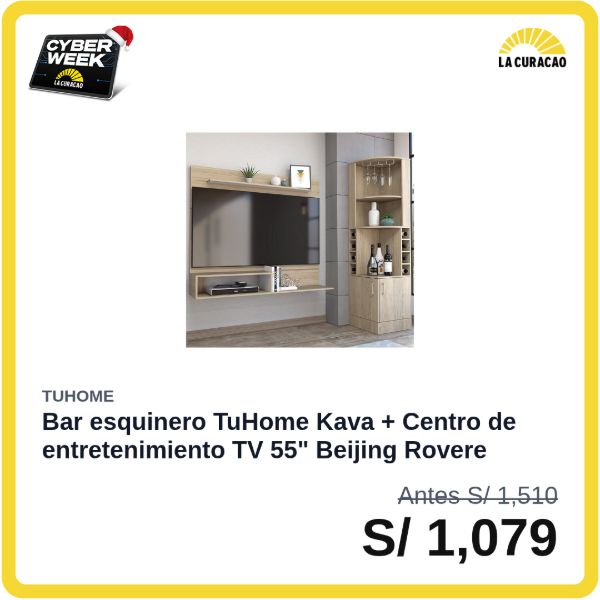 CYBER
WEEK
LA CURACAO
LA CURACAO
TUHOME
Bar esquinero TuHome Kava + Centro de
entretenimiento TV 55" Beijing Rovere
Antes S/ 1,510
S/ 1,079